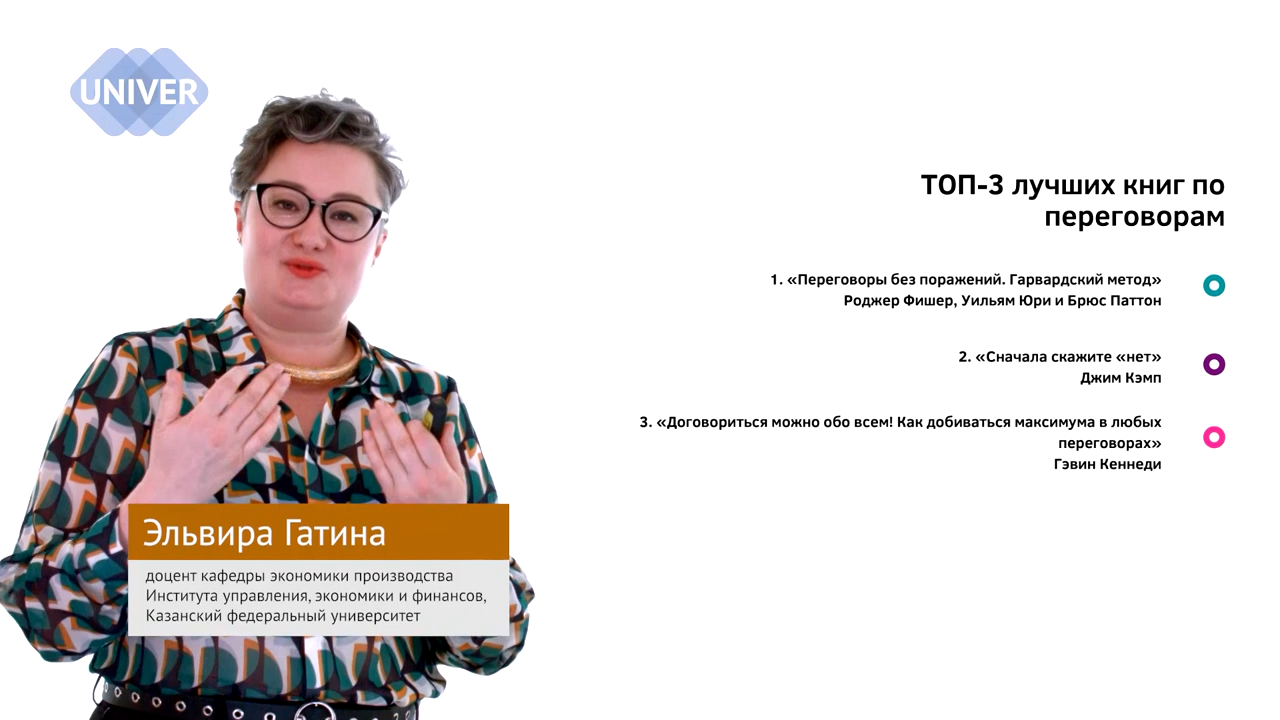 UNIVER
ТОП-3 лучших книг по
переговорам
1. «Переговоры без поражений. Гарвардский метод»
Роджер Фишер, Уильям Юри и Брюс Паттон
2. «Сначала скажите «нет»
Джим Кэмп
3. «Договориться можно обо всем! Как добиваться максимума в любых
переговорах»
Гэвин Кеннеди
Эльвира Гатина
доцент кафедры экономики производства
Института управления, экономики и финансов,
Казанский федеральный университет